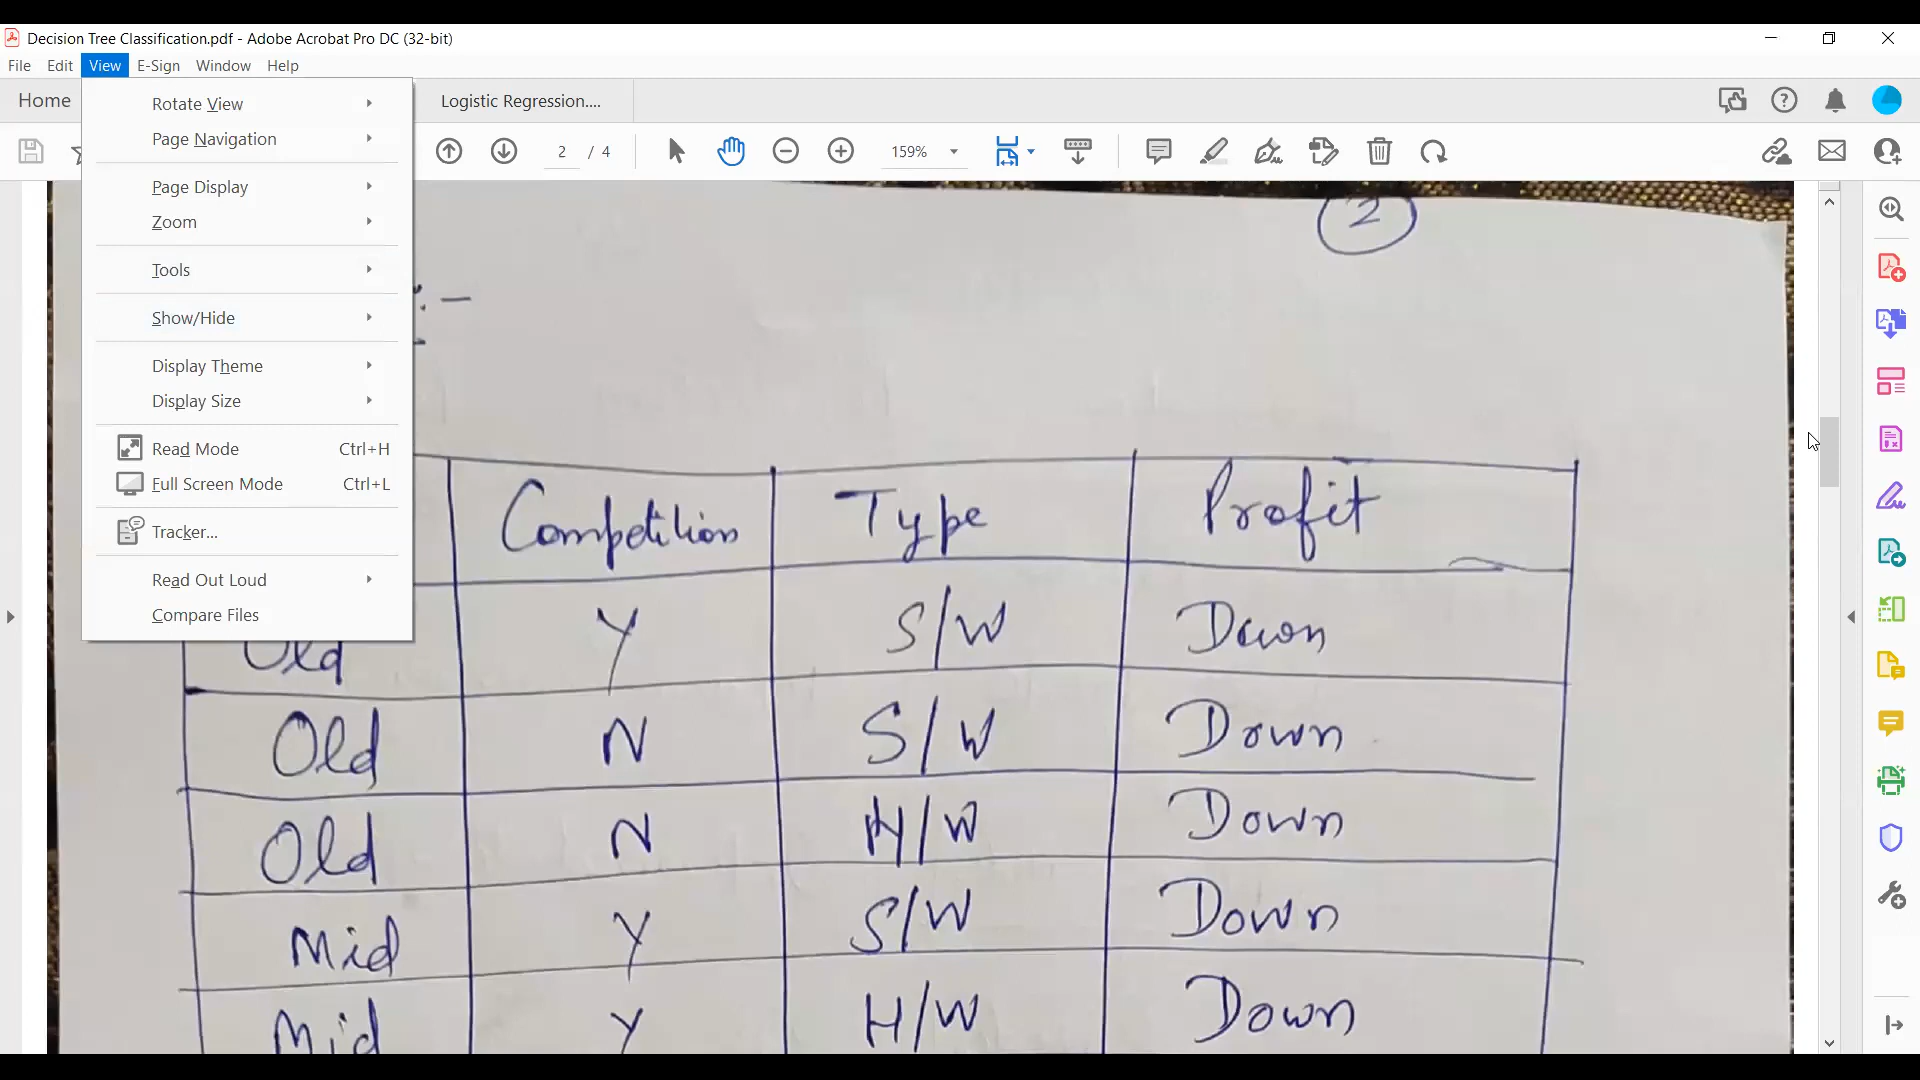 Decision Tree Classification.pdf - Adobe Acrobat Pro DC (32-bit)
File Edit View E-Sign Window Help
Home Logistic Regression....
2 / 4 159%
Rotate View
Page Navigation
Page Display
Zoom
Tools
Show/Hide
Display Theme
Display Size
Read Mode Ctrl+H
Full Screen Mode Ctrl+L
Tracker...
Read Out Loud
Compare Files
2
:-
Competition Type Profit
Old Y S/W Down
Old N S/W Down
Old N H/W Down
Mid Y S/W Down
Mid Y H/W Down